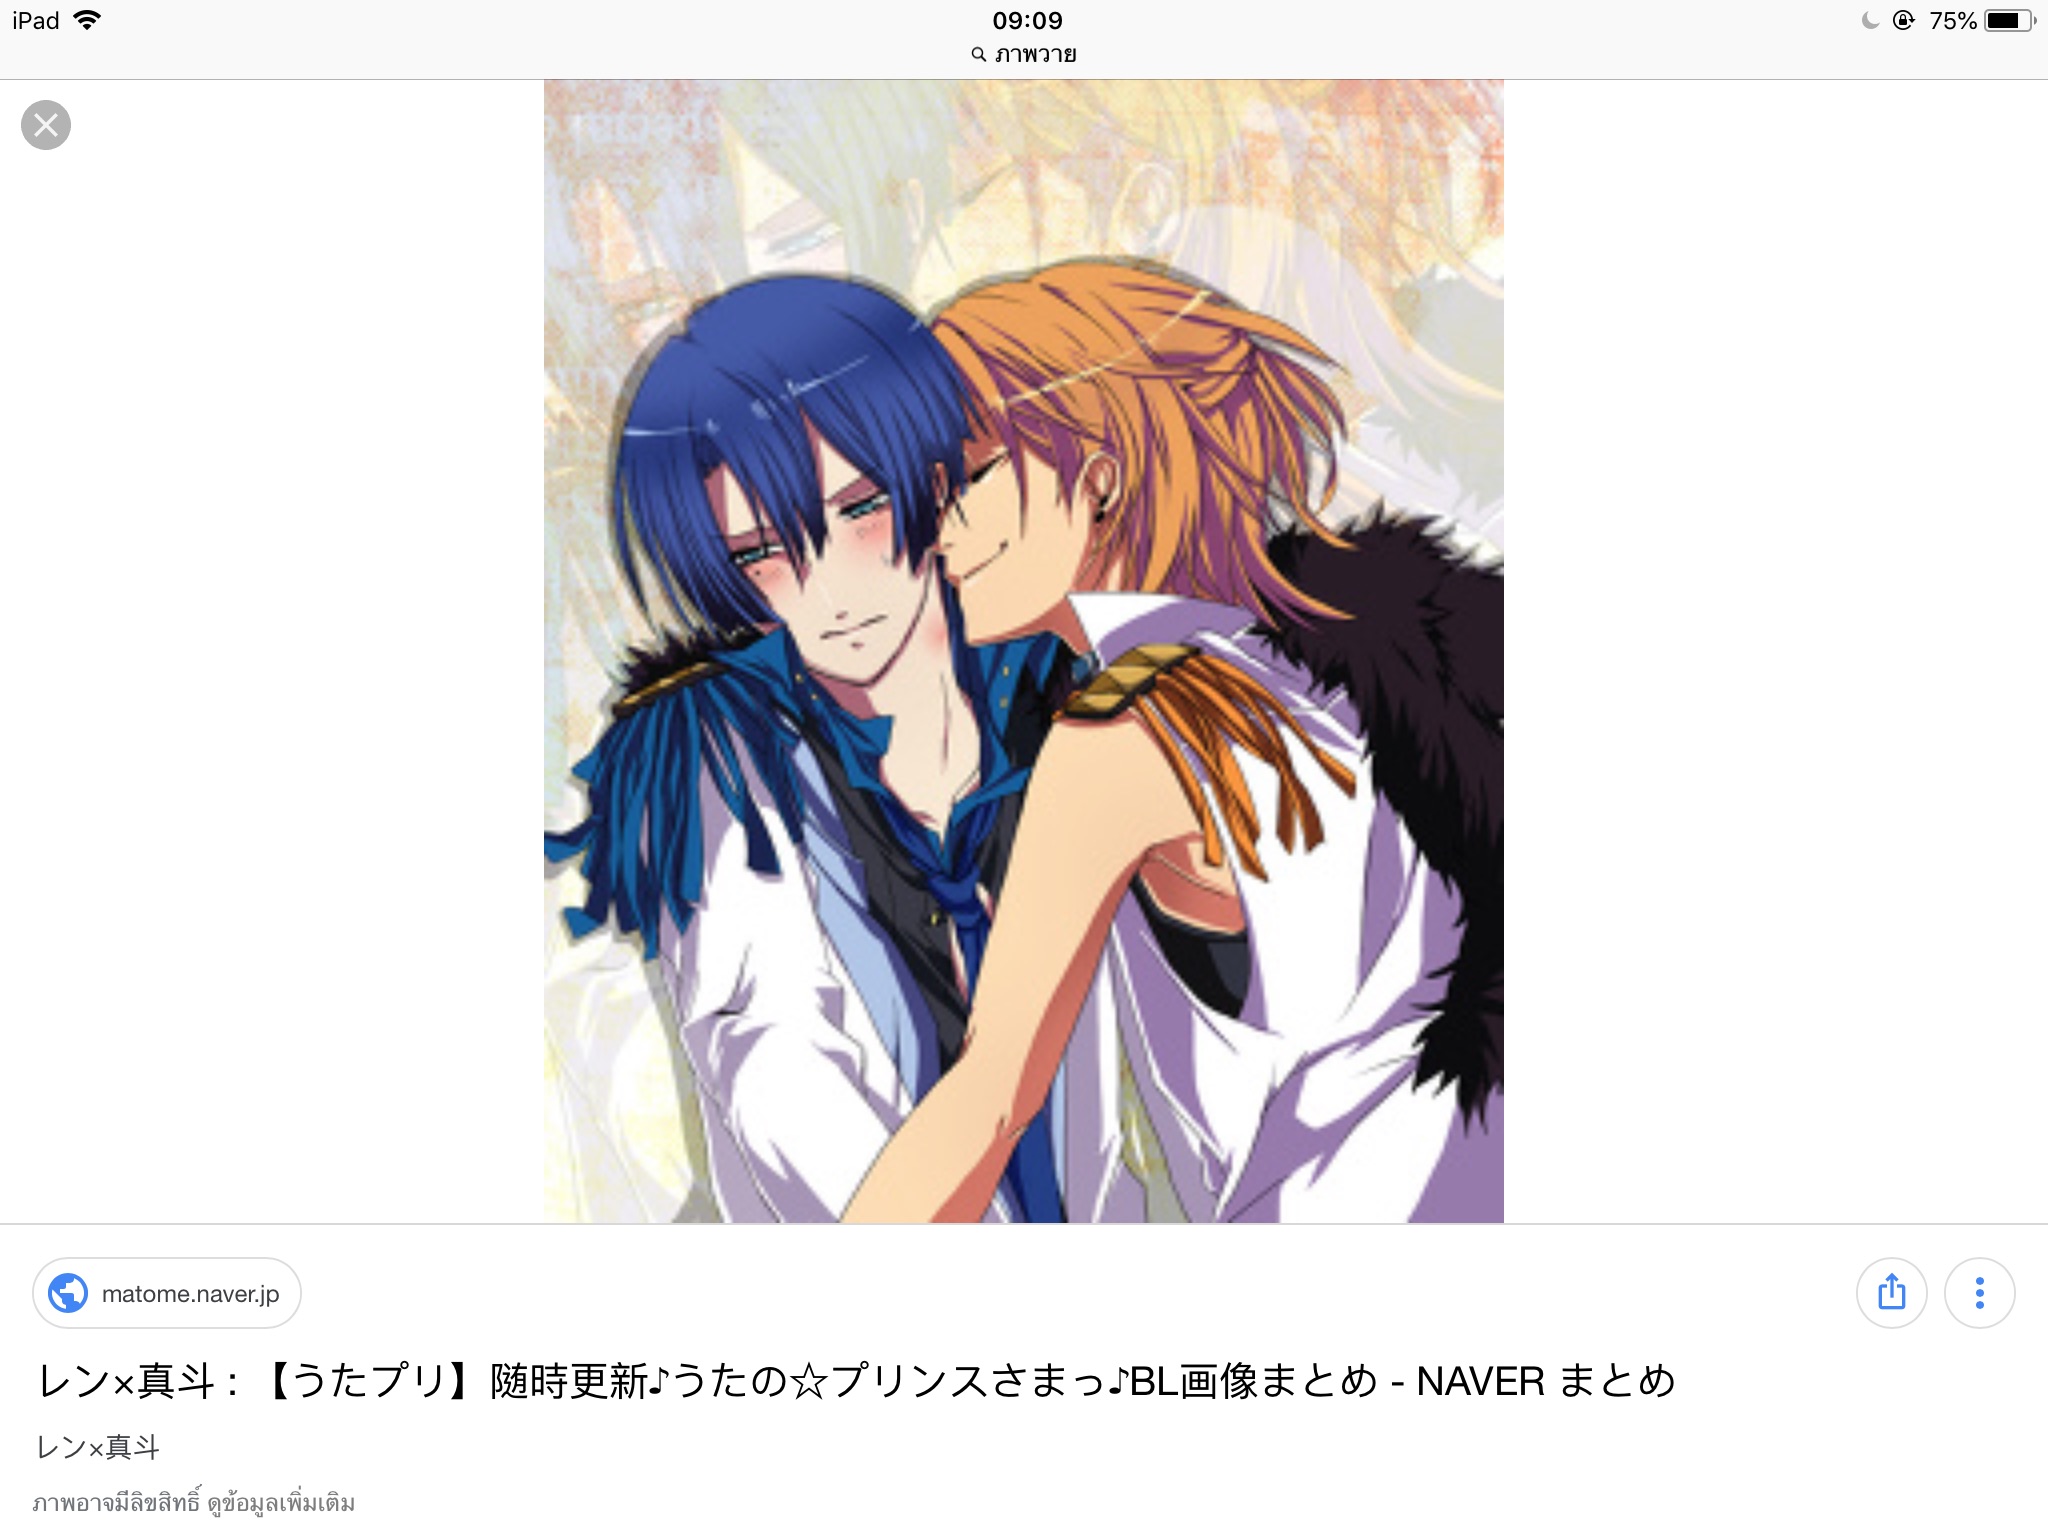 iPad 09:09 75%
ภาพวาย
matome.naver.jp
レン×真斗 : 【うたプリ】随時更新♪うたの☆プリンスさまっ♪BL画像まとめ - NAVER まとめ
レン×真斗
ภาพอาจมีลิขสิทธิ์ ดูข้อมูลเพิ่มเติม